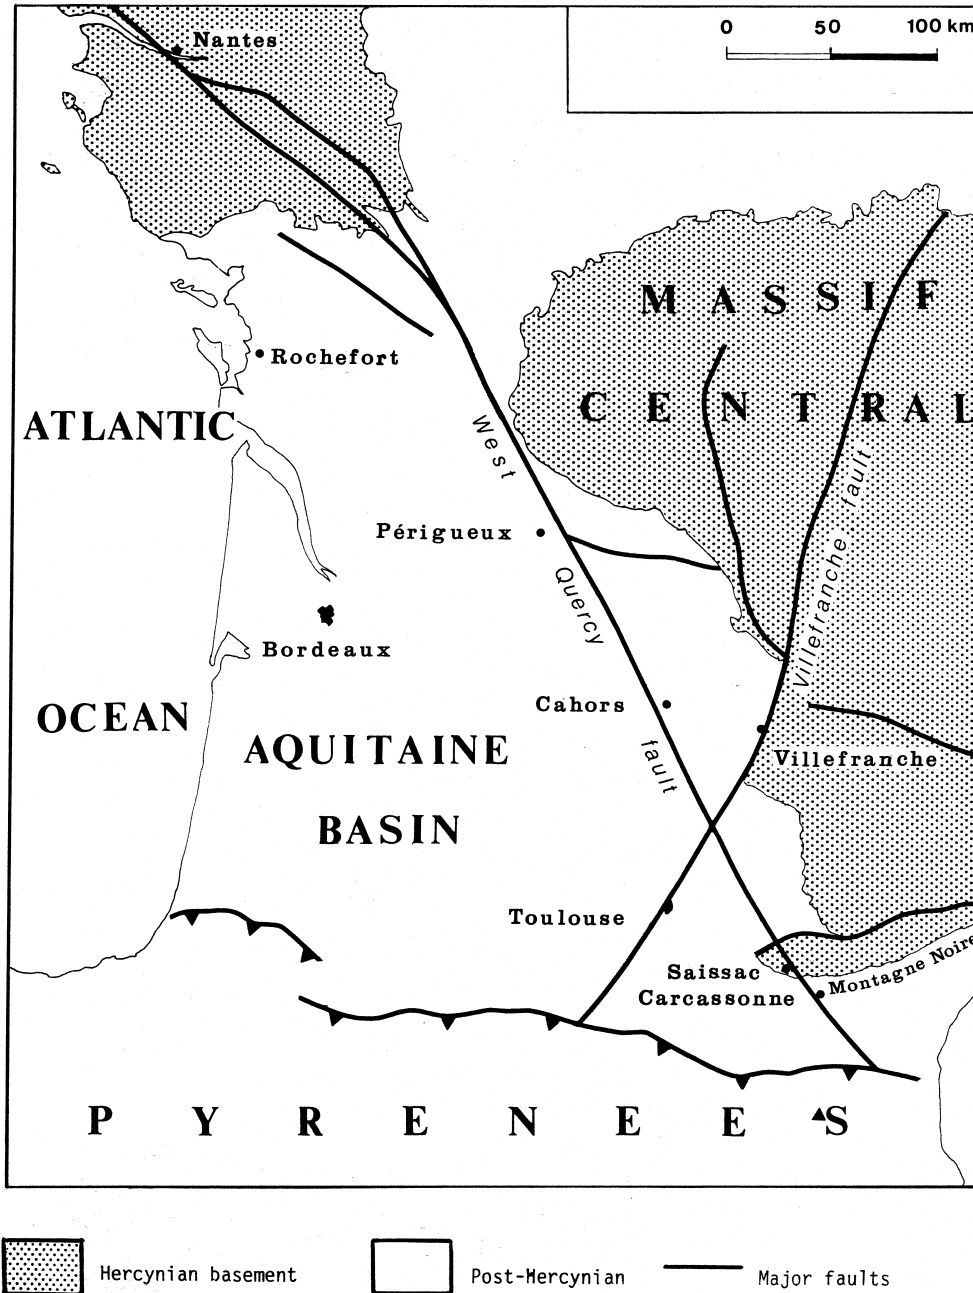 0 50 100 km
Nantes
MASSIF
CENTRAL
Rochefort
ATLANTIC
West
Quercy
fault
Villefranche fault
Périgueux
Bordeaux
Cahors
OCEAN
AQUITAINE
BASIN
Villefranche
Toulouse
Saissac
Carcassonne
Montagne Noire
PYRENEES
Hercynian basement
Post-Hercynian
Major faults